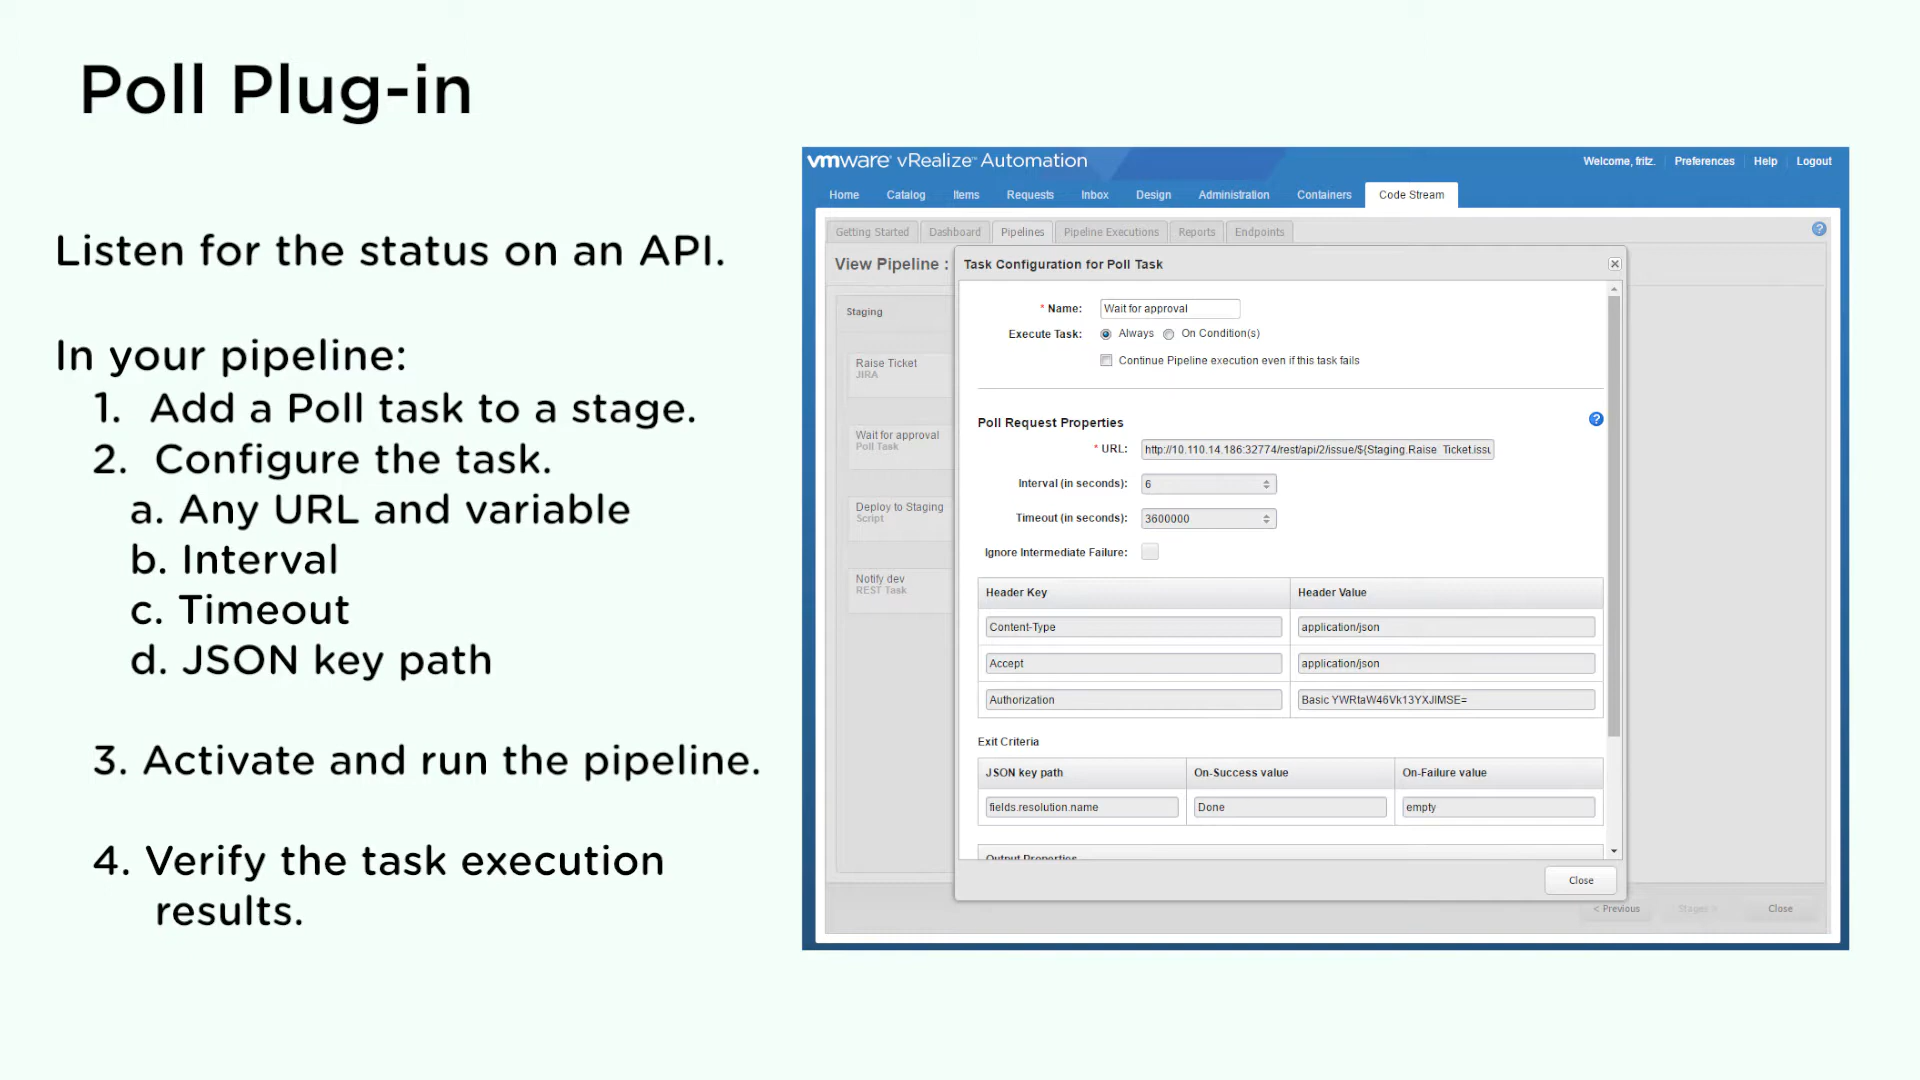 Poll Plug-in
Listen for the status on an API.
In your pipeline:
1. Add a Poll task to a stage.
2. Configure the task.
a. Any URL and variable
b. Interval
c. Timeout
d. JSON key path
3. Activate and run the pipeline.
4. Verify the task execution
results.
vmware vRealize™ Automation
Welcome, fritz. Preferences Help Logout
Home Catalog Items Requests Inbox Design Administration Containers Code Stream
Getting Started Dashboard Pipelines Pipeline Executions Reports Endpoints
View Pipeline :
Staging
Raise Ticket
JIRA
Wait for approval
Poll Task
Deploy to Staging
Script
Notify dev
REST Task
Task Configuration for Poll Task
* Name: Wait for approval
Execute Task: Always On Condition(s)
Continue Pipeline execution even if this task fails
Poll Request Properties
* URL: http://10.110.14.186:32774/rest/api/2/issue/${Staging.Raise Ticket.issu
Interval (in seconds): 6
Timeout (in seconds): 3600000
Ignore Intermediate Failure:
Header Key Header Value
Content-Type application/json
Accept application/json
Authorization Basic YWRtaW46Vk13YXJlMSE=
Exit Criteria
JSON key path On-Success value On-Failure value
fields.resolution.name Done empty
Output Properties
Close
< Previous Stages > Close